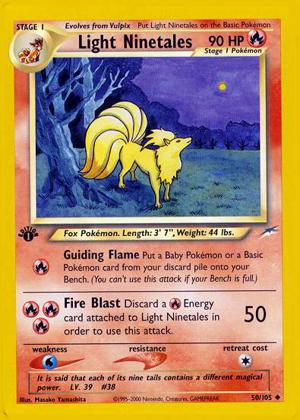 STAGE 1
Evolves from Vulpix
Put Light Ninetales on the Basic Pokémon
Light Ninetales
90 HP
Stage 1 Pokémon
EDITION
1
Fox Pokémon. Length: 3' 7", Weight: 44 lbs.
Guiding Flame Put a Baby Pokémon or a Basic
Pokémon card from your discard pile onto
your Bench. (You can't use this attack if your Bench is full.)
Fire Blast Discard a Energy
card attached to Light Ninetales in
order to use this attack.
50
weakness
resistance
retreat cost
It is said that each of its nine tails contains a different magical
power. LV. 39 #38
Illus. Masako Yamashita
©1995-2000 Nintendo, Creatures, GAMEFREAK
50/105